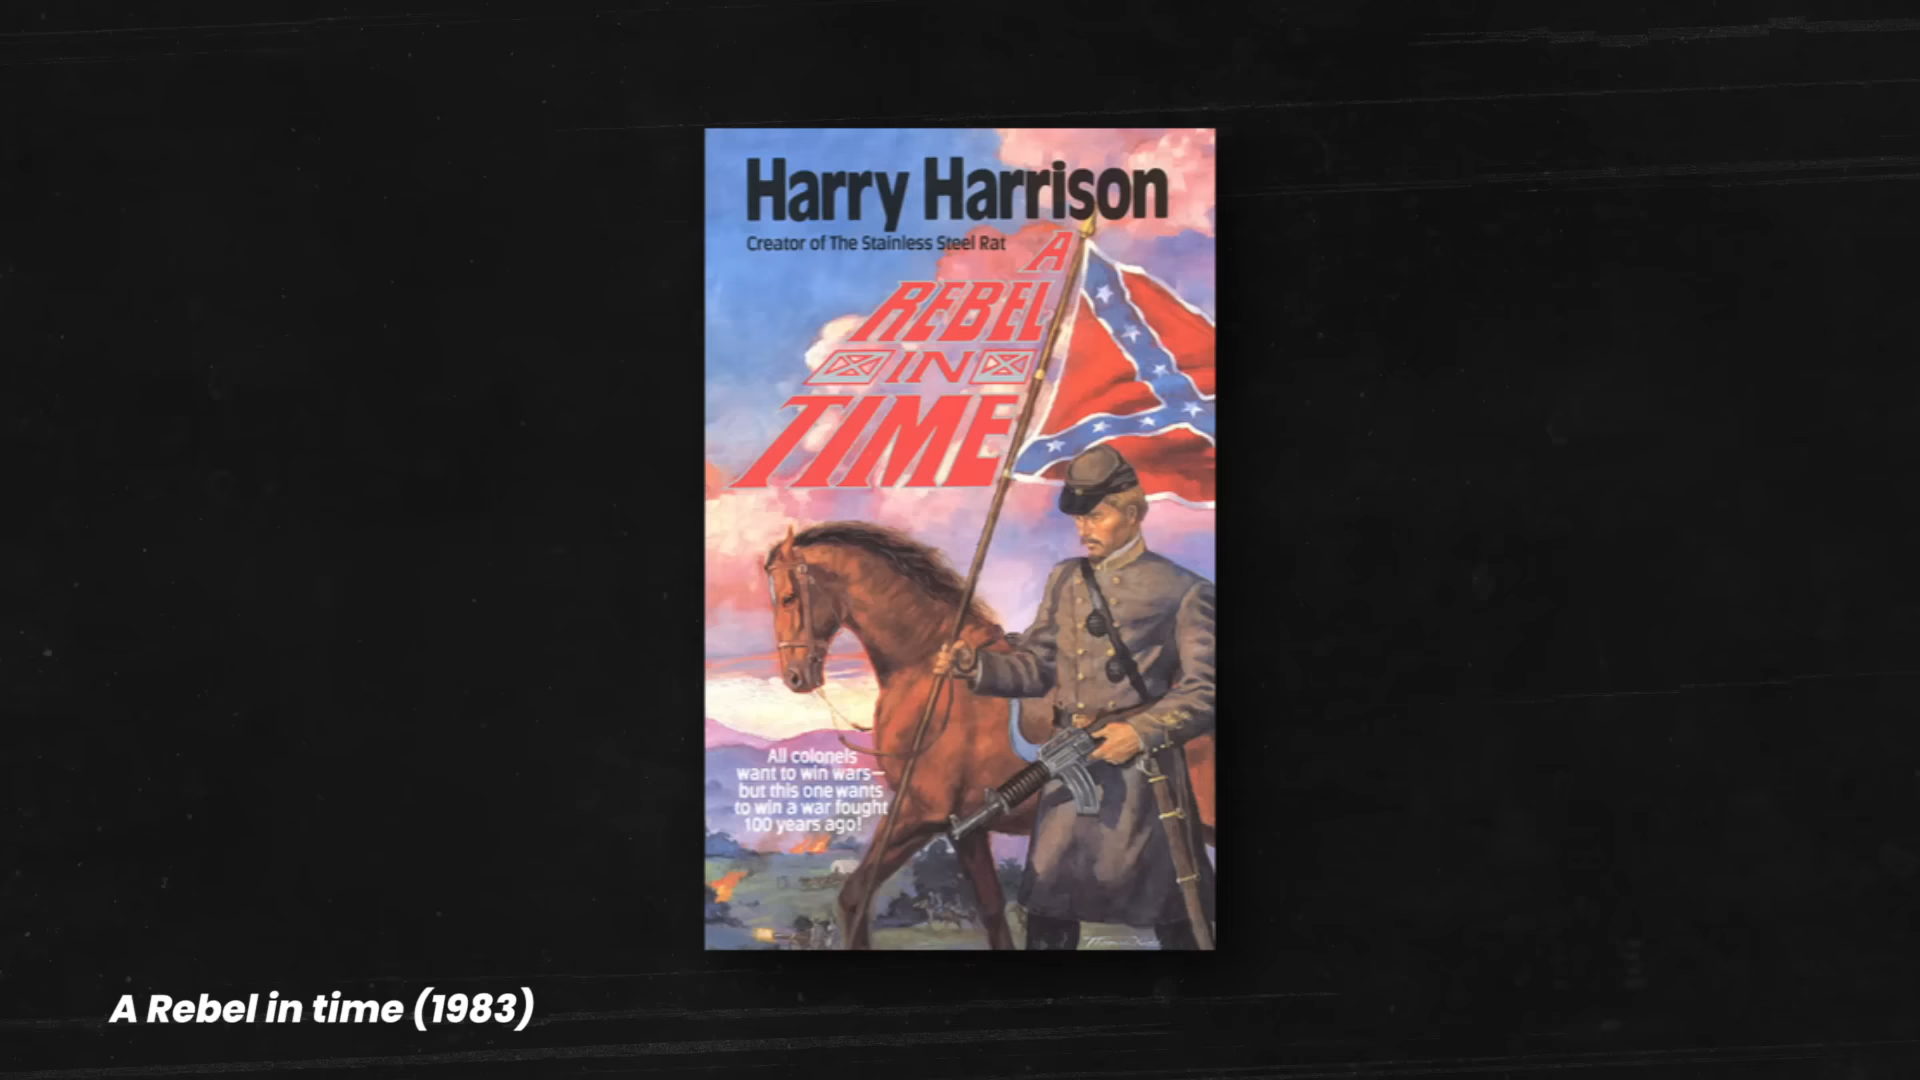 Harry Harrison
Creator of The Stainless Steel Rat
A
REBEL
IN
TIME
All colonels
want to win wars—
but this one wants
to win a war fought
100 years ago!
A Rebel in time (1983)